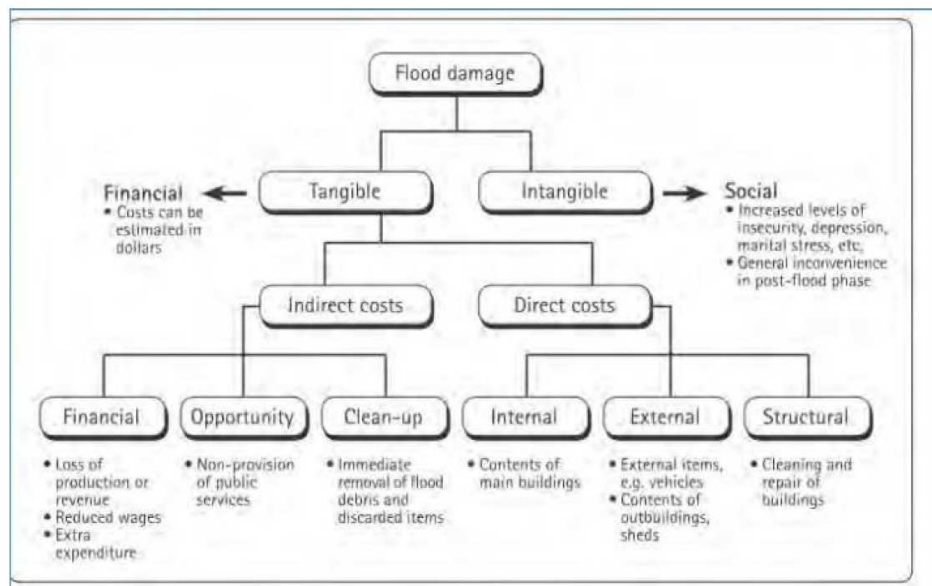 Flood damage
Financial
• Costs can be
estimated in
dollars
Tangible
Intangible
Social
• Increased levels of
insecurity, depression,
marital stress, etc.
• General inconvenience
in post-flood phase
Indirect costs
Direct costs
Financial
• Loss of
production or
revenue
• Reduced wages
• Extra
expenditure
Opportunity
• Non-provision
of public
services
Clean-up
• Immediate
removal of flood
debris and
discarded items
Internal
• Contents of
main buildings
External
• External items,
e.g. vehicles
• Contents of
outbuildings,
sheds
Structural
• Cleaning and
repair of
buildings